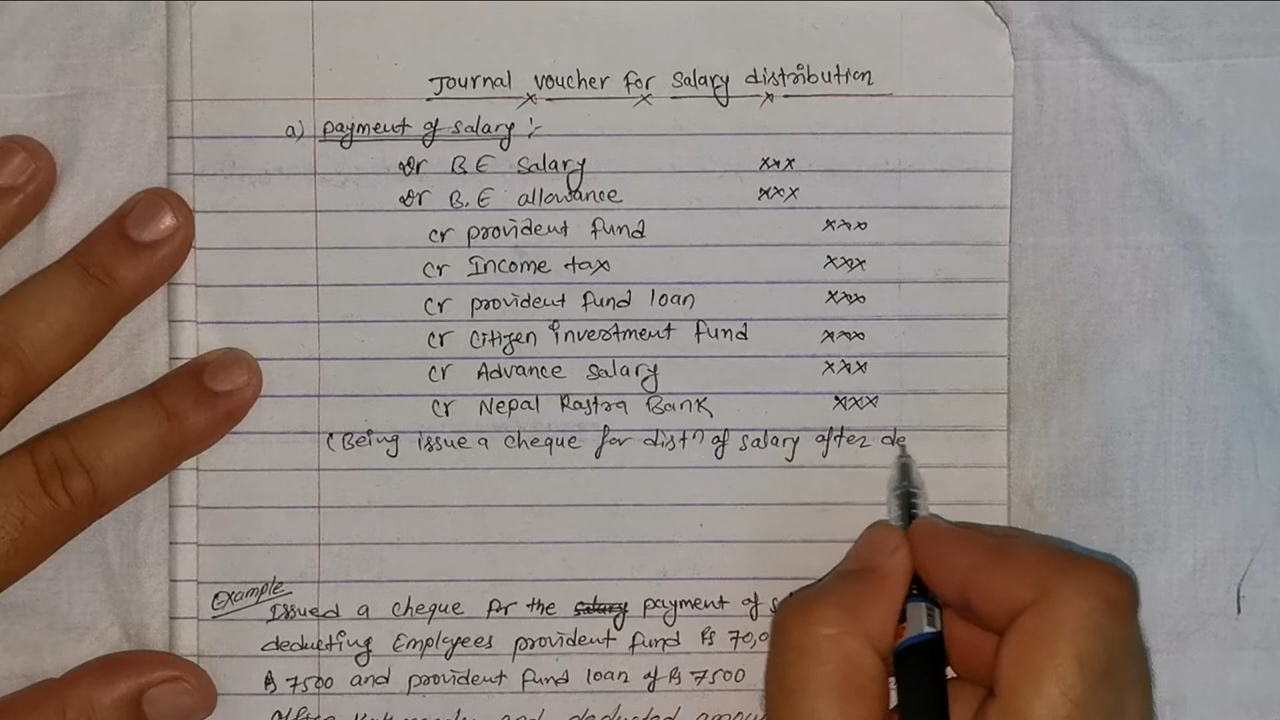 Journal voucher for salary distribution
a) payment of salary :-
Dr B.E salary xxx
Dr B.E allowance xxx
cr provident fund xxx
cr Income tax xxx
cr provident fund loan xxx
cr citizen investment fund xxx
cr Advance salary xxx
cr Nepal Rastra Bank xxx
(Being issue a cheque for distn of salary after de
Example
Issued a cheque for the salary payment of
deducting Employees provident fund Rs 70,0
Rs 7500 and provident fund loan of Rs 7500
and deducted